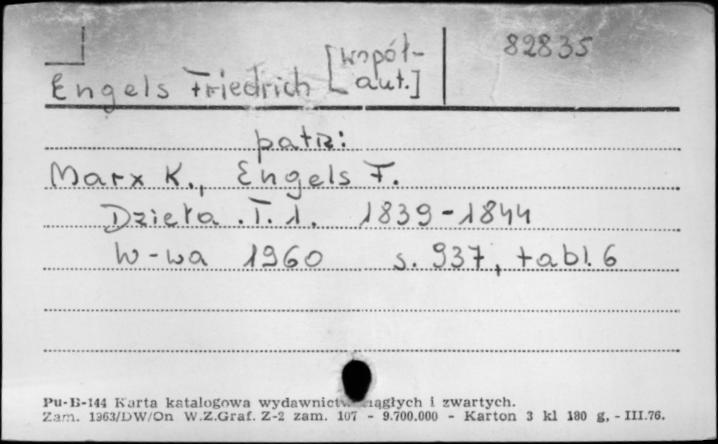 82835
Engels Friedrich [współ-
aut.]
patrz:
Marx K., Engels F.
Dzieła. T. 1. 1839-1844
W-wa 1960 s. 937, tabl. 6
Pu-B-144 Karta katalogowa wydawnictw ciągłych i zwartych.
Zam. 1963/DW/On W.Z.Graf. Z-2 zam. 107 - 9.700.000 - Karton 3 kl 180 g, - III.76.